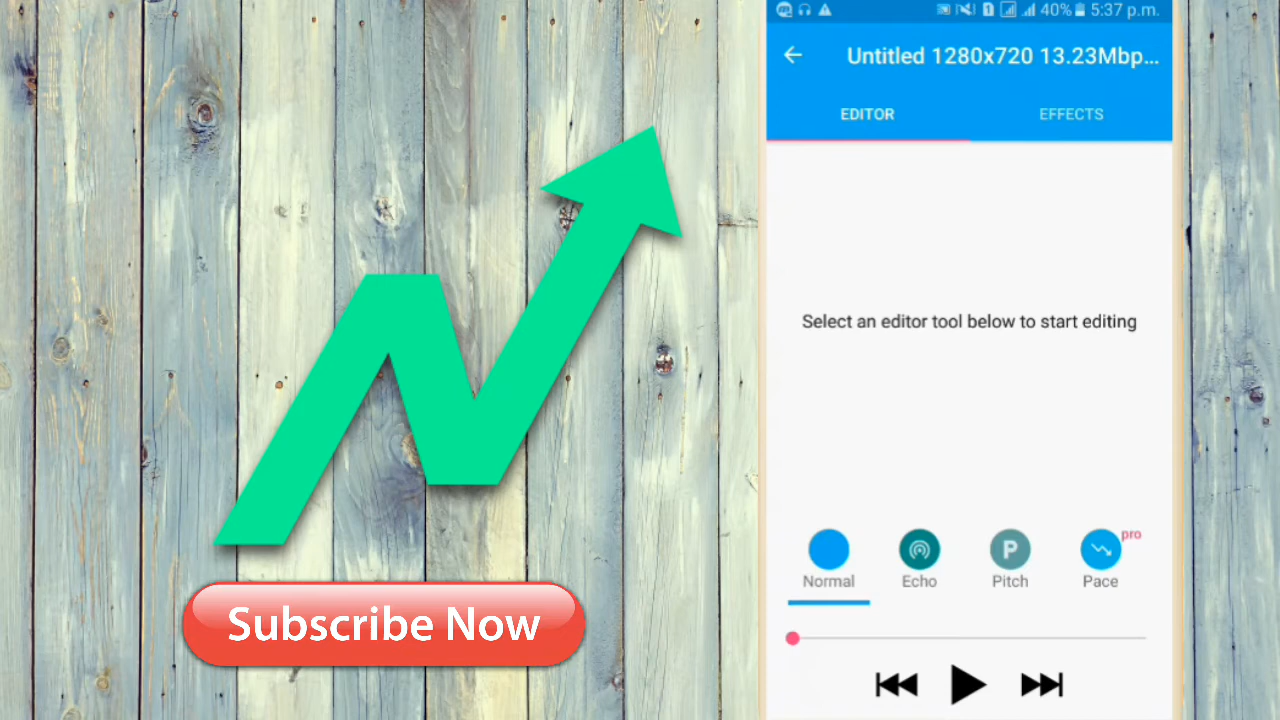 40% 5:37 p.m.
Untitled 1280x720 13.23Mbp...
EDITOR EFFECTS
Select an editor tool below to start editing
P
pro
Normal Echo Pitch Pace
Subscribe Now